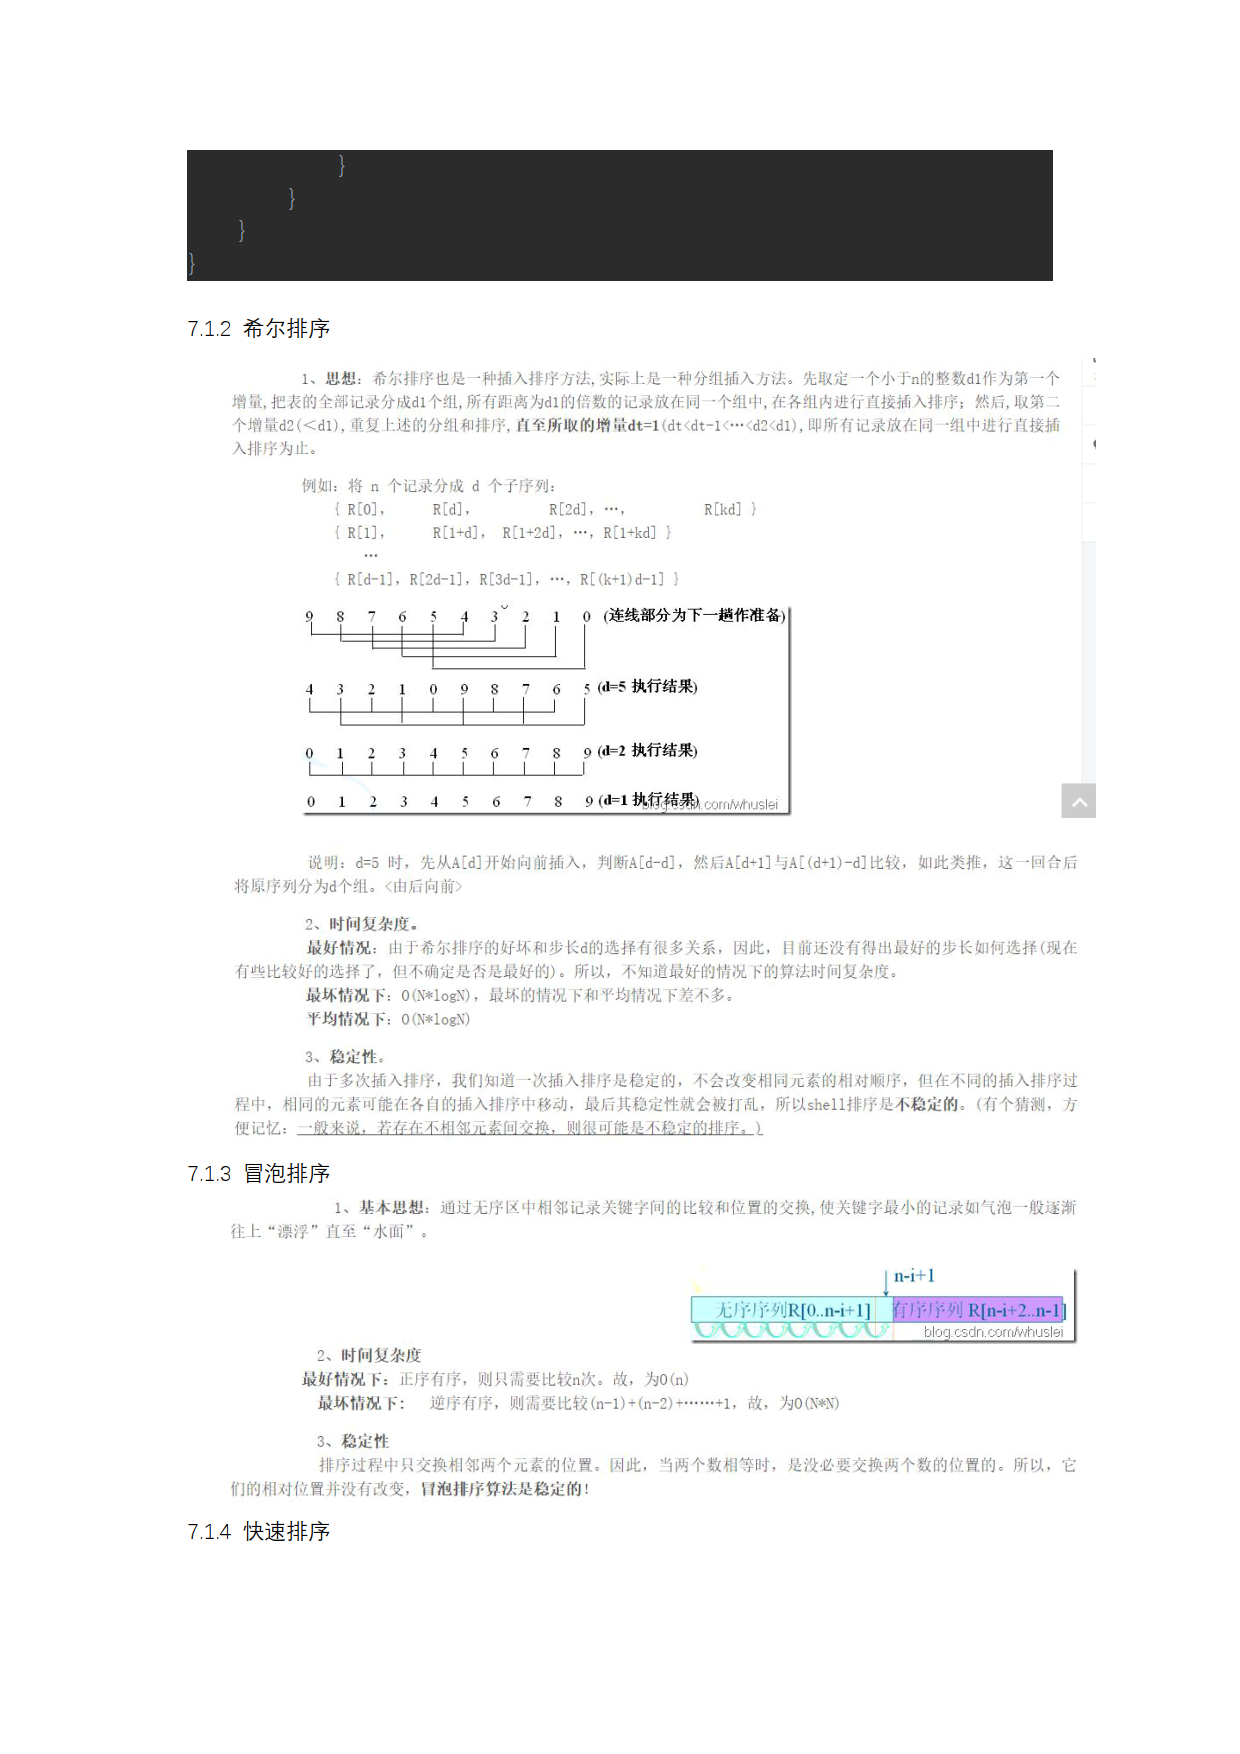 }
}
}
}
7.1.2 希尔排序
1、思想：希尔排序也是一种插入排序方法,实际上是一种分组插入方法。先取定一个小于n的整数d1作为第一个
增量,把表的全部记录分成d1个组,所有距离为d1的倍数的记录放在同一个组中,在各组内进行直接插入排序；然后,取第二
个增量d2(＜d1),重复上述的分组和排序,直至所取的增量dt=1(dt<dt-1<…<d2<d1),即所有记录放在同一组中进行直接插
入排序为止。
例如：将 n 个记录分成 d 个子序列：
{ R[0], R[d], R[2d], …, R[kd] }
{ R[1], R[1+d], R[1+2d], …, R[1+kd] }
…
{ R[d-1], R[2d-1], R[3d-1], …, R[(k+1)d-1] }
9 8 7 6 5 4 3 2 1 0 (连线部分为下一趟作准备)
4 3 2 1 0 9 8 7 6 5 (d=5 执行结果)
0 1 2 3 4 5 6 7 8 9 (d=2 执行结果)
0 1 2 3 4 5 6 7 8 9 (d=1 执行结果)
blog.csdn.com/whuslei
说明：d=5 时，先从A[d]开始向前插入，判断A[d-d]，然后A[d+1]与A[(d+1)-d]比较，如此类推，这一回合后
将原序列分为d个组。<由后向前>
2、时间复杂度。
最好情况：由于希尔排序的好坏和步长d的选择有很多关系，因此，目前还没有得出最好的步长如何选择(现在
有些比较好的选择了，但不确定是否是最好的)。所以，不知道最好的情况下的算法时间复杂度。
最坏情况下：O(N*logN)，最坏的情况下和平均情况下差不多。
平均情况下：O(N*logN)
3、稳定性。
由于多次插入排序，我们知道一次插入排序是稳定的，不会改变相同元素的相对顺序，但在不同的插入排序过
程中，相同的元素可能在各自的插入排序中移动，最后其稳定性就会被打乱，所以shell排序是不稳定的。(有个猜测，方
便记忆：一般来说，若存在不相邻元素间交换，则很可能是不稳定的排序。)
7.1.3 冒泡排序
1、基本思想：通过无序区中相邻记录关键字间的比较和位置的交换,使关键字最小的记录如气泡一般逐渐
往上“漂浮”直至“水面”。
n-i+1
无序序列R[0..n-i+1] 有序序列 R[n-i+2..n-1]
blog.csdn.com/whuslei
2、时间复杂度
最好情况下：正序有序，则只需要比较n次。故，为O(n)
最坏情况下: 逆序有序，则需要比较(n-1)+(n-2)+……+1，故，为O(N*N)
3、稳定性
排序过程中只交换相邻两个元素的位置。因此，当两个数相等时，是没必要交换两个数的位置的。所以，它
们的相对位置并没有改变，冒泡排序算法是稳定的！
7.1.4 快速排序